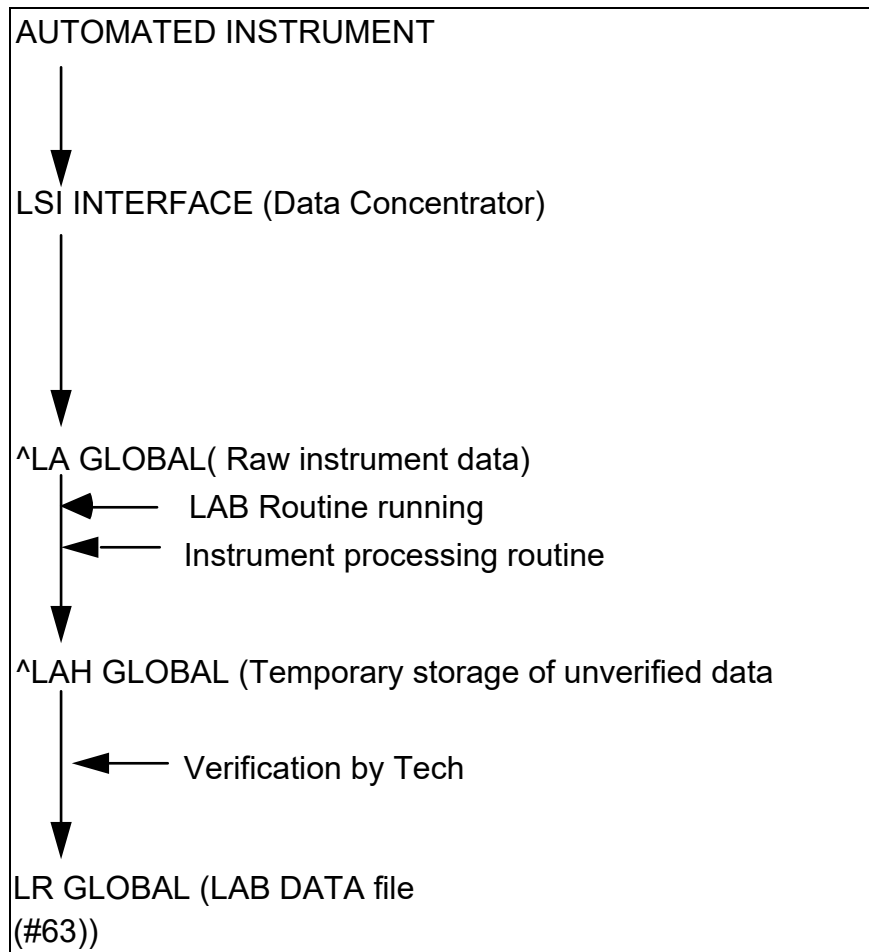 AUTOMATED INSTRUMENT
LSI INTERFACE (Data Concentrator)
^LA GLOBAL( Raw instrument data)
LAB Routine running
Instrument processing routine
^LAH GLOBAL (Temporary storage of unverified data
Verification by Tech
LR GLOBAL (LAB DATA file
(#63))